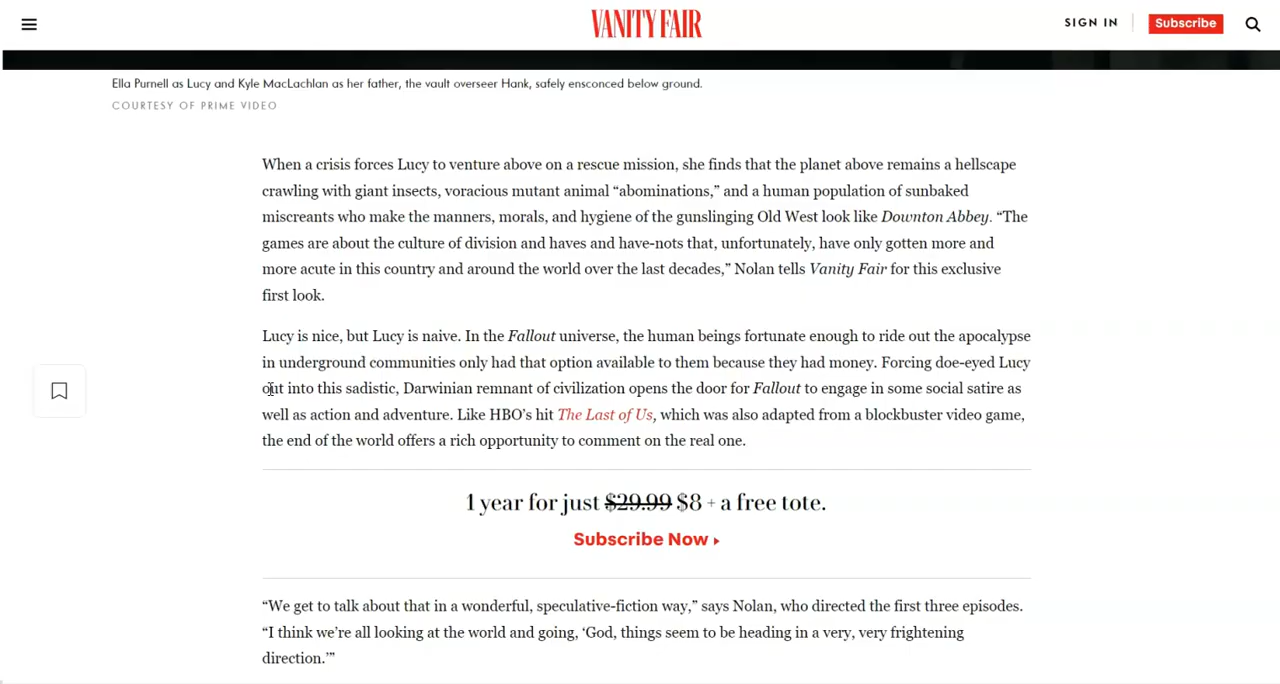 VANITY FAIR
SIGN IN
Subscribe
Ella Purnell as Lucy and Kyle MacLachlan as her father, the vault overseer Hank, safely ensconced below ground.
COURTESY OF PRIME VIDEO
When a crisis forces Lucy to venture above on a rescue mission, she finds that the planet above remains a hellscape
crawling with giant insects, voracious mutant animal “abominations,” and a human population of sunbaked
miscreants who make the manners, morals, and hygiene of the gunslinging Old West look like Downton Abbey. “The
games are about the culture of division and haves and have-nots that, unfortunately, have only gotten more and
more acute in this country and around the world over the last decades,” Nolan tells Vanity Fair for this exclusive
first look.
Lucy is nice, but Lucy is naive. In the Fallout universe, the human beings fortunate enough to ride out the apocalypse
in underground communities only had that option available to them because they had money. Forcing doe-eyed Lucy
out into this sadistic, Darwinian remnant of civilization opens the door for Fallout to engage in some social satire as
well as action and adventure. Like HBO’s hit The Last of Us, which was also adapted from a blockbuster video game,
the end of the world offers a rich opportunity to comment on the real one.
1 year for just $29.99 $8 + a free tote.
Subscribe Now
“We get to talk about that in a wonderful, speculative-fiction way,” says Nolan, who directed the first three episodes.
“I think we’re all looking at the world and going, ‘God, things seem to be heading in a very, very frightening
direction.’”